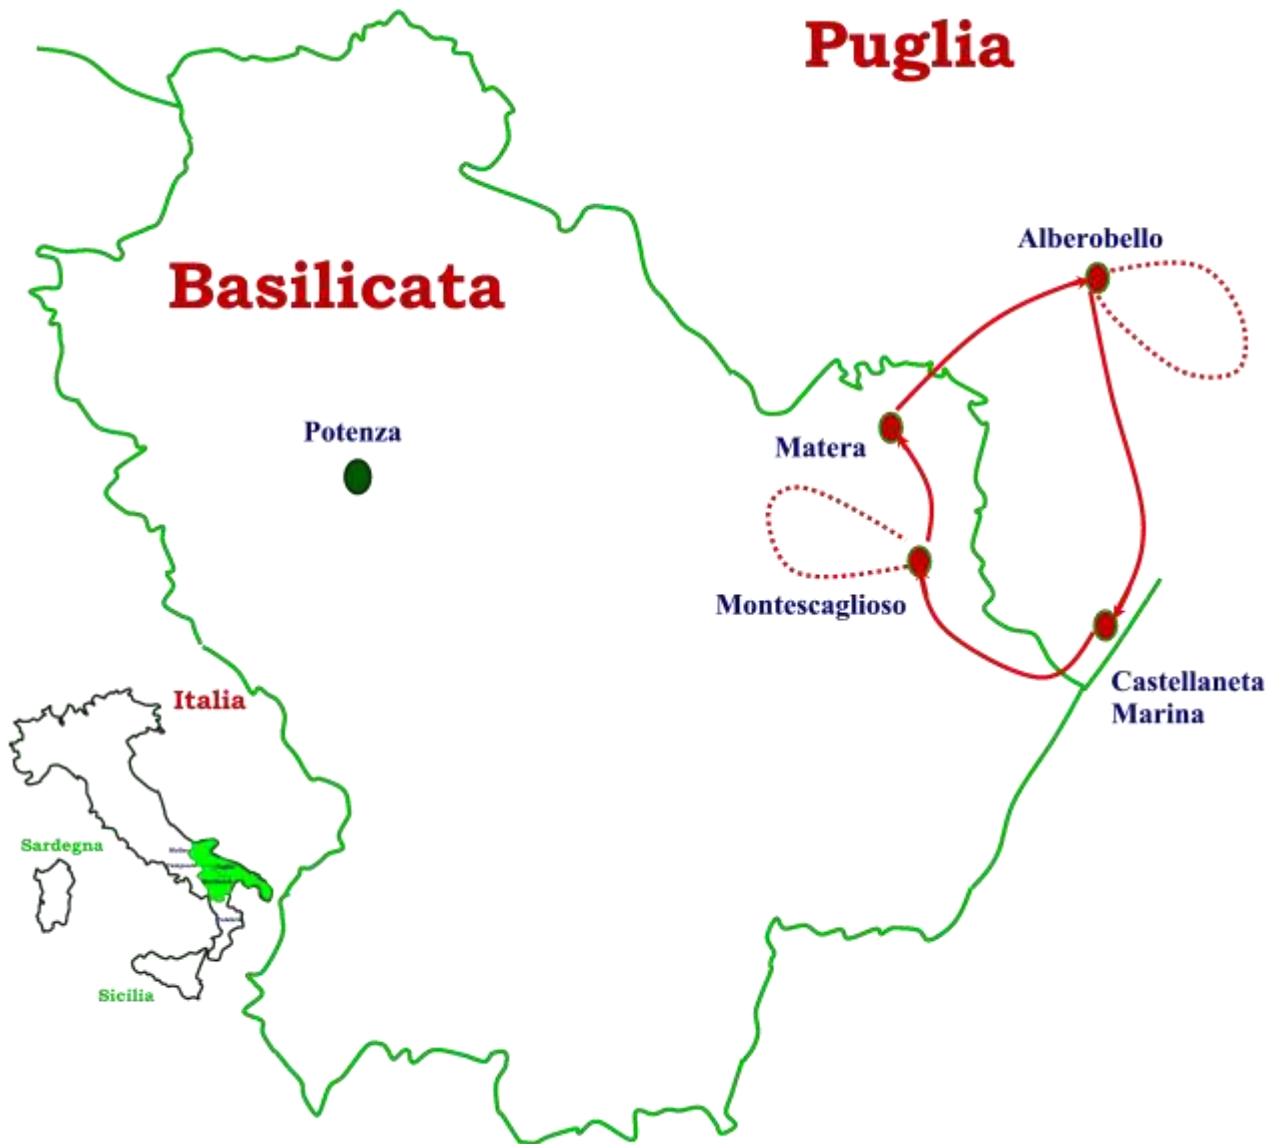 Puglia
Alberobello
Basilicata
Potenza
Matera
Montescaglioso
Castellaneta
Marina
Italia
Sardegna
Sicilia